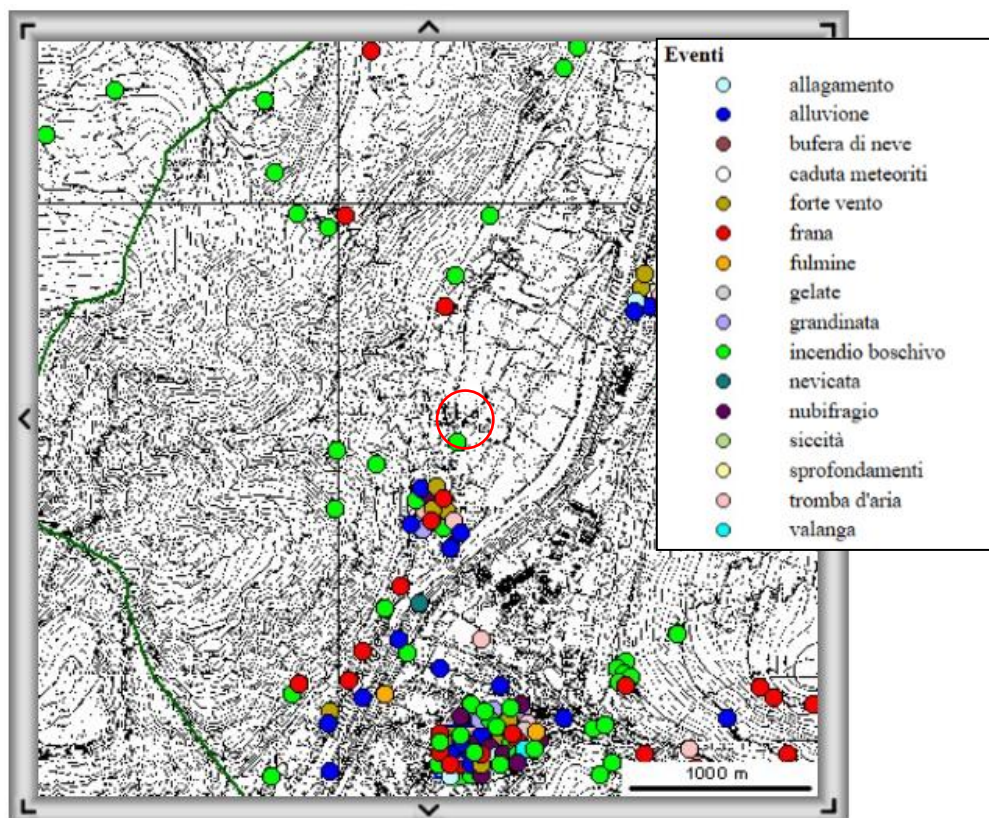 Eventi
allagamento
alluvione
bufera di neve
caduta meteoriti
forte vento
frana
fulmine
gelate
grandinata
incendio boschivo
nevicata
nubifragio
siccità
sprofondamenti
tromba d'aria
valanga
1000 m